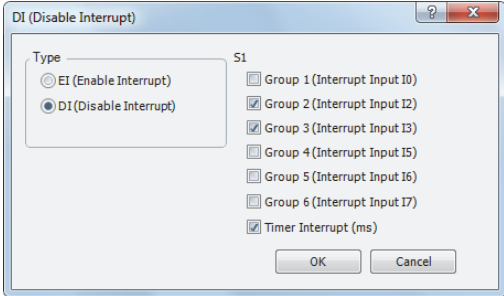 DI (Disable Interrupt)
?
Type
EI (Enable Interrupt)
DI (Disable Interrupt)
S1
Group 1 (Interrupt Input I0)
Group 2 (Interrupt Input I2)
Group 3 (Interrupt Input I3)
Group 4 (Interrupt Input I5)
Group 5 (Interrupt Input I6)
Group 6 (Interrupt Input I7)
Timer Interrupt (ms)
OK Cancel